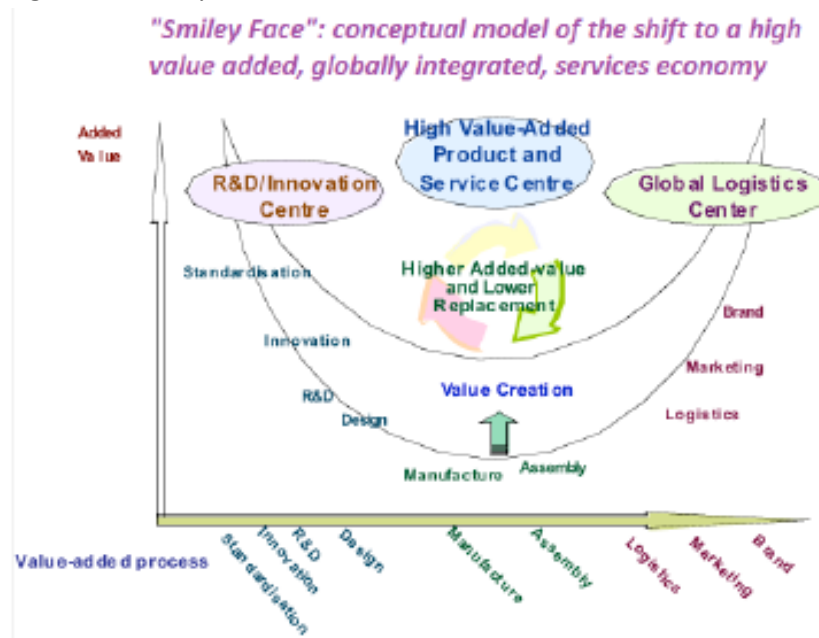 "Smiley Face": conceptual model of the shift to a high
value added, globally integrated, services economy
Added
Value
R&D/Innovation
Centre
High Value-Added
Product and
Service Centre
Global Logistics
Center
Standardisation
Higher Added-value
and Lower
Replacement
Innovation
Brand
R&D
Value Creation
Marketing
Design
Logistics
Manufacture
Assembly
Value-added process
Standardisation
Innovation
R&D
Design
Manufacture
Assembly
Logistics
Marketing
Brand